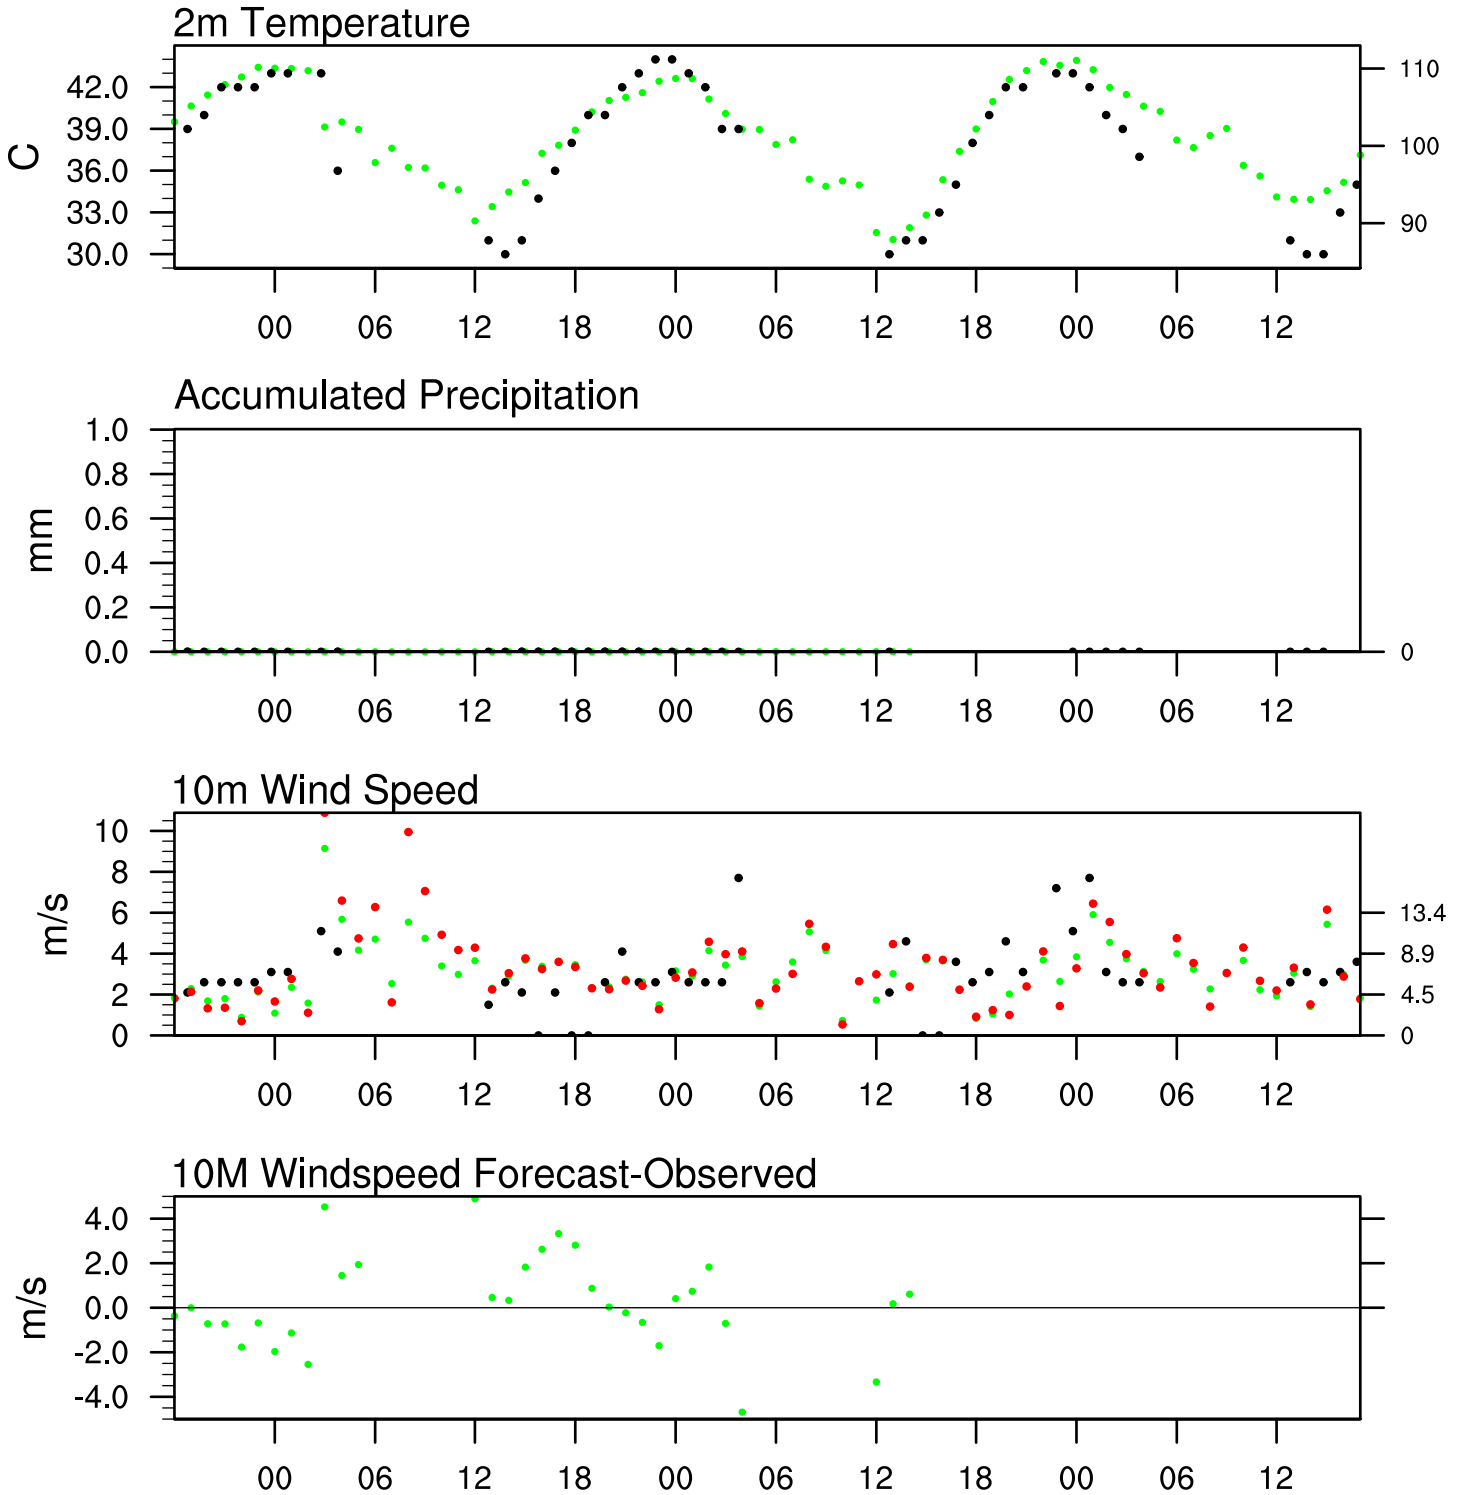 2m Temperature
C
42.0
39.0
36.0
33.0
30.0
110
100
90
00 06 12 18 00 06 12 18 00 06 12
Accumulated Precipitation
mm
1.0
0.8
0.6
0.4
0.2
0.0
0
00 06 12 18 00 06 12 18 00 06 12
10m Wind Speed
m/s
10
8
6
4
2
0
13.4
8.9
4.5
0
00 06 12 18 00 06 12 18 00 06 12
10M Windspeed Forecast-Observed
m/s
4.0
2.0
0.0
-2.0
-4.0
00 06 12 18 00 06 12 18 00 06 12